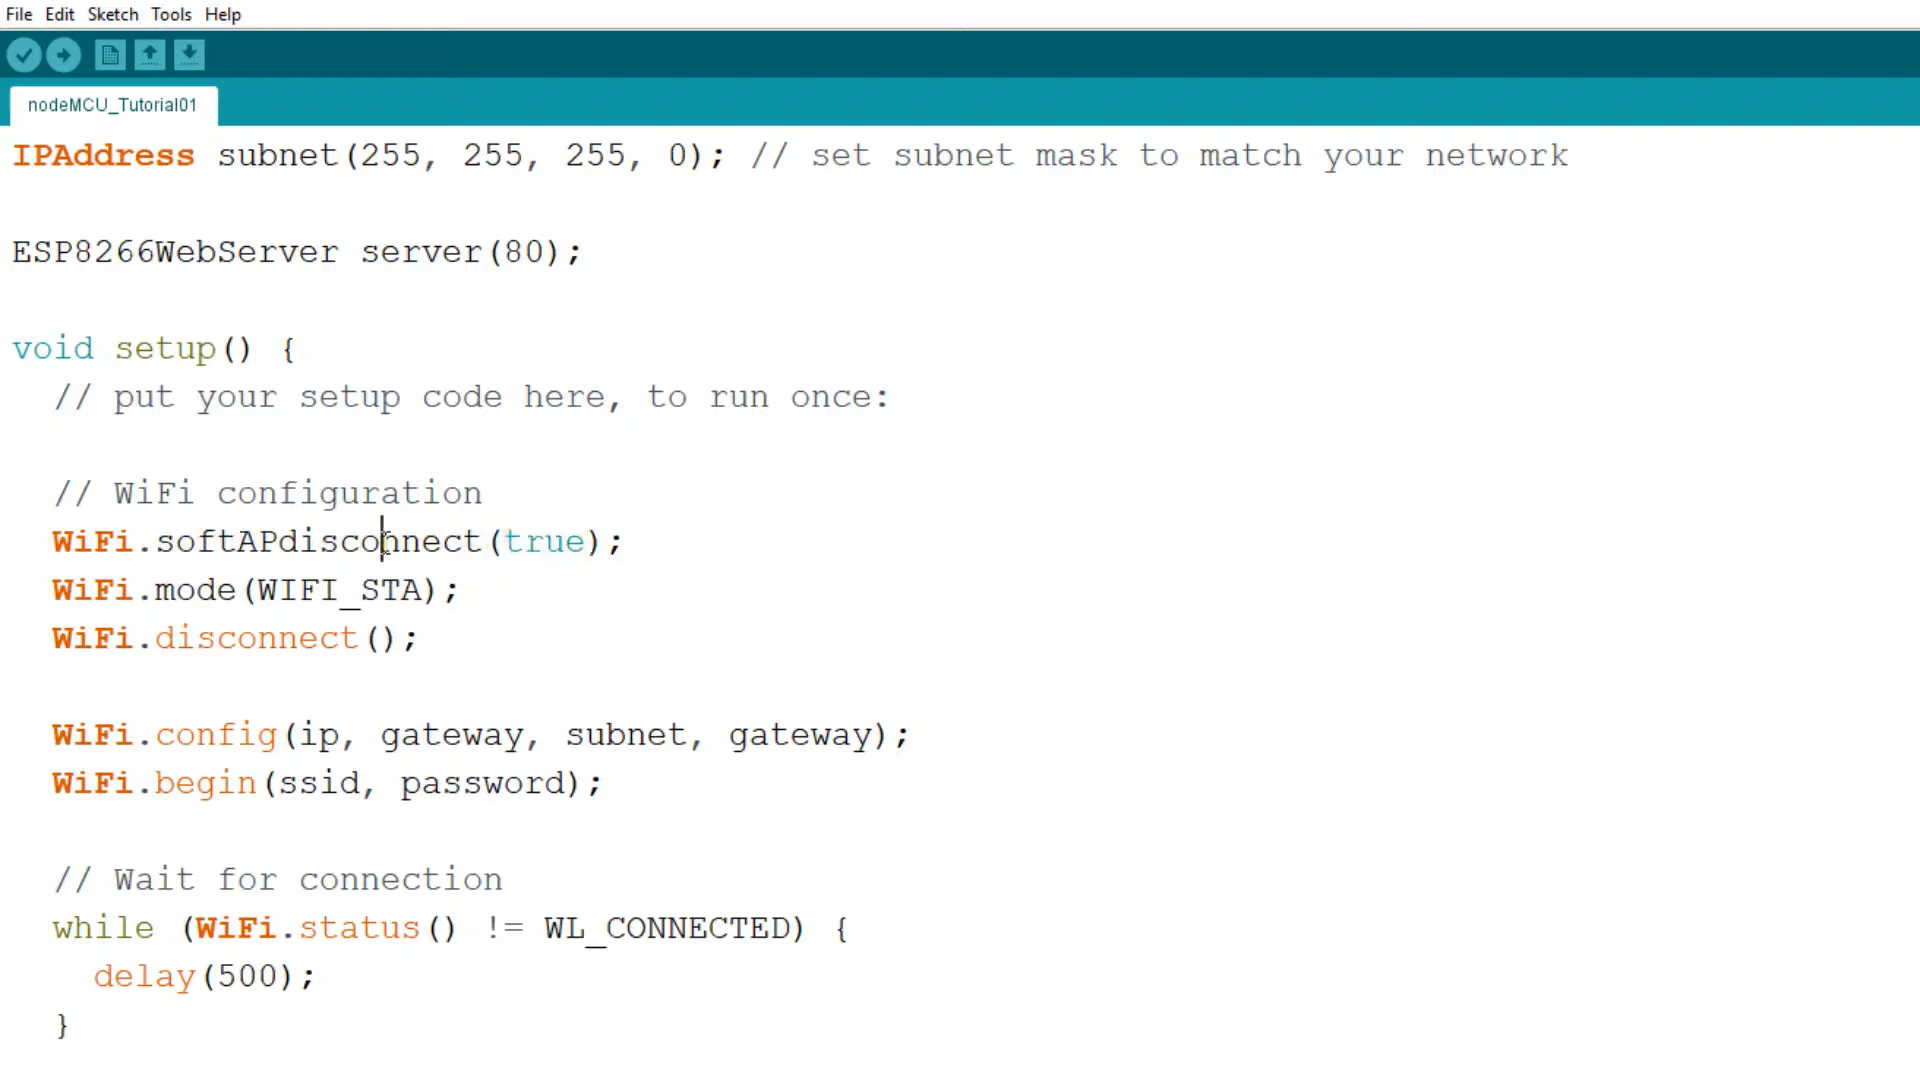 File Edit Sketch Tools Help
nodeMCU_Tutorial01
IPAddress subnet(255, 255, 255, 0); // set subnet mask to match your network
ESP8266WebServer server(80);
void setup() {
// put your setup code here, to run once:
// WiFi configuration
WiFi.softAPdisconnect(true);
WiFi.mode(WIFI_STA);
WiFi.disconnect();
WiFi.config(ip, gateway, subnet, gateway);
WiFi.begin(ssid, password);
// Wait for connection
while (WiFi.status() != WL_CONNECTED) {
delay(500);
}